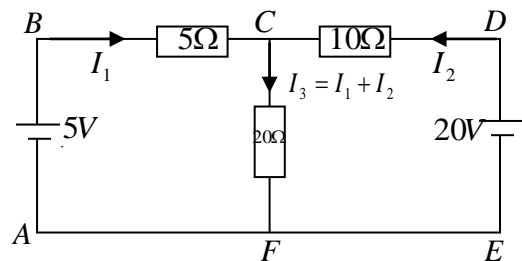 B 5Ω C 10Ω D
I₁ I₃ = I₁ + I₂ I₂
5V 20Ω 20V
A F E